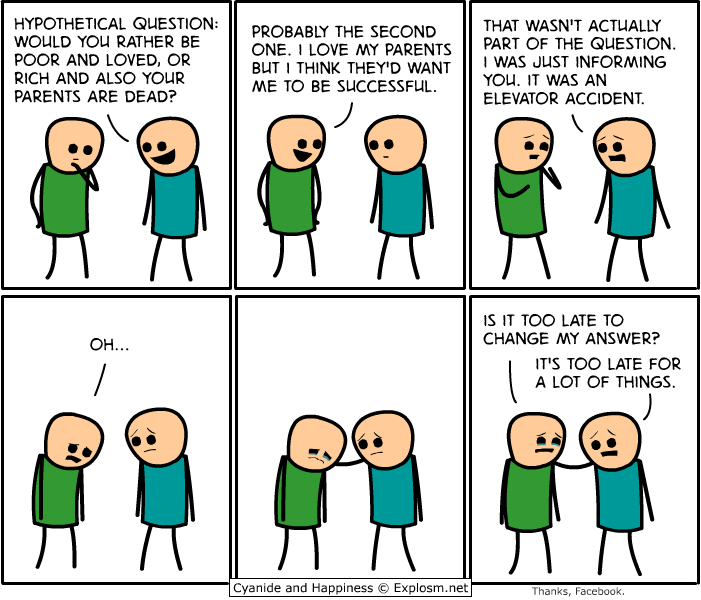 HYPOTHETICAL QUESTION:
WOULD YOU RATHER BE
POOR AND LOVED, OR
RICH AND ALSO YOUR
PARENTS ARE DEAD?
PROBABLY THE SECOND
ONE. I LOVE MY PARENTS
BUT I THINK THEY'D WANT
ME TO BE SUCCESSFUL.
THAT WASN'T ACTUALLY
PART OF THE QUESTION.
I WAS JUST INFORMING
YOU. IT WAS AN
ELEVATOR ACCIDENT.
OH...
IS IT TOO LATE TO
CHANGE MY ANSWER?
IT'S TOO LATE FOR
A LOT OF THINGS.
Cyanide and Happiness © Explosm.net
Thanks, Facebook.